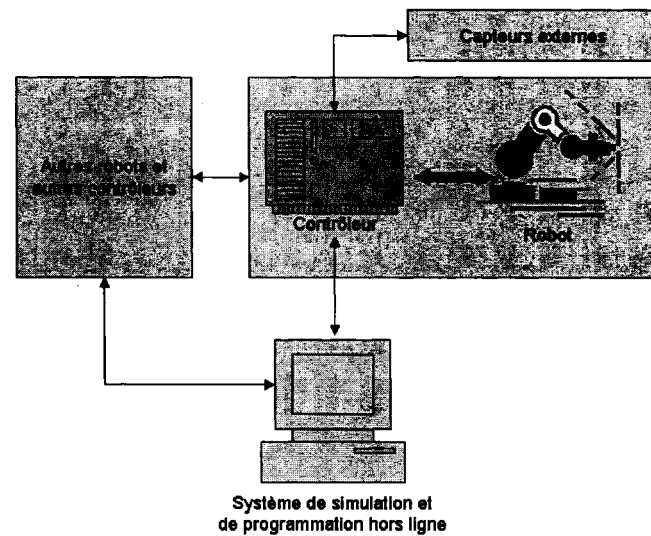 Capteurs externes
Autres robots et
autres contrôleurs
Contrôleur
Robot
Système de simulation et
de programmation hors ligne